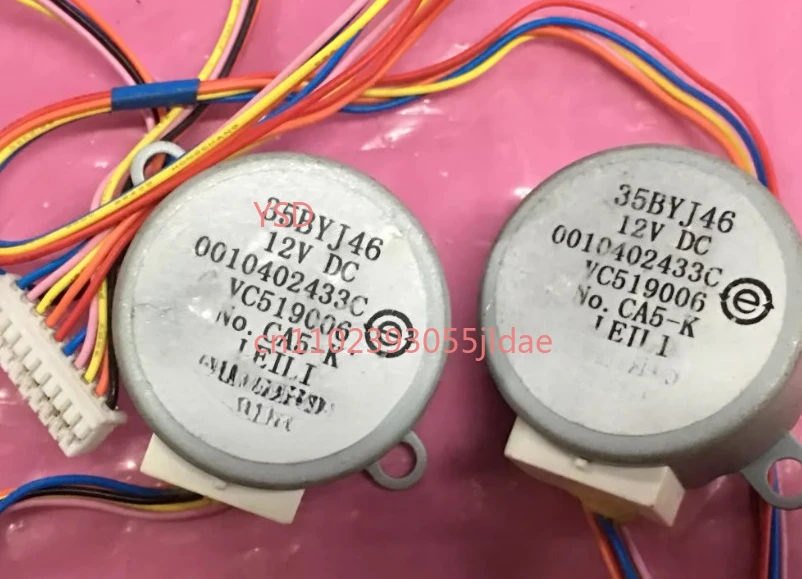 YSD
35BYJ46
12V DC
0010402433C
VC519006
No. CA5-K
LEILI
e
cn1102393055jldae
35BYJ46
12V DC
0010402433C
VC519006
No. CA5-K
LEILI
e